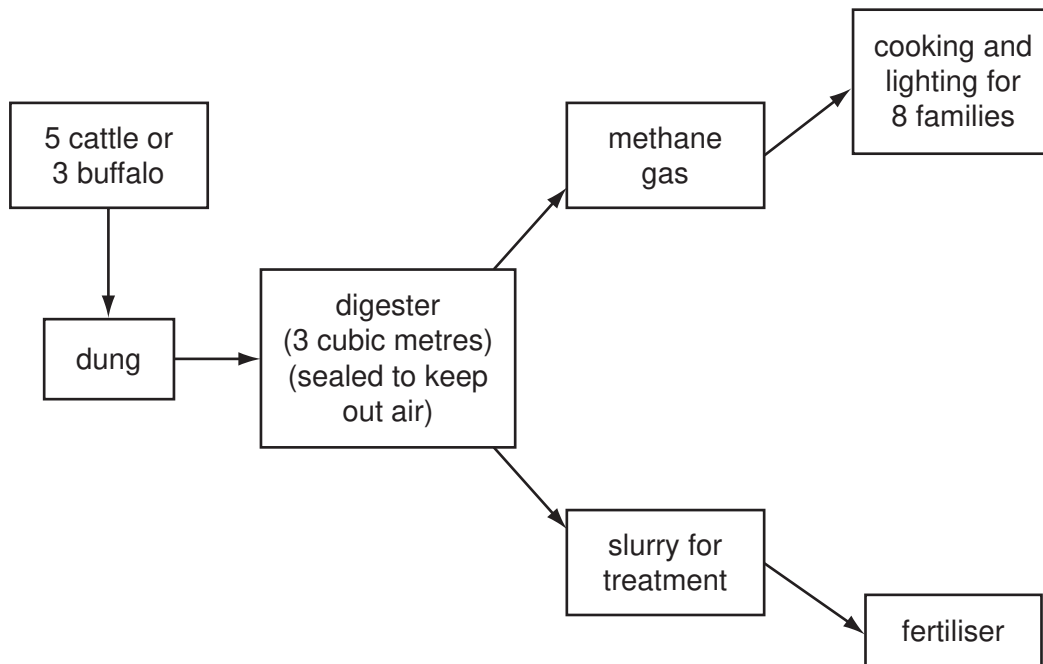 5 cattle or
3 buffalo
dung
digester
(3 cubic metres)
(sealed to keep
out air)
methane
gas
cooking and
lighting for
8 families
slurry for
treatment
fertiliser